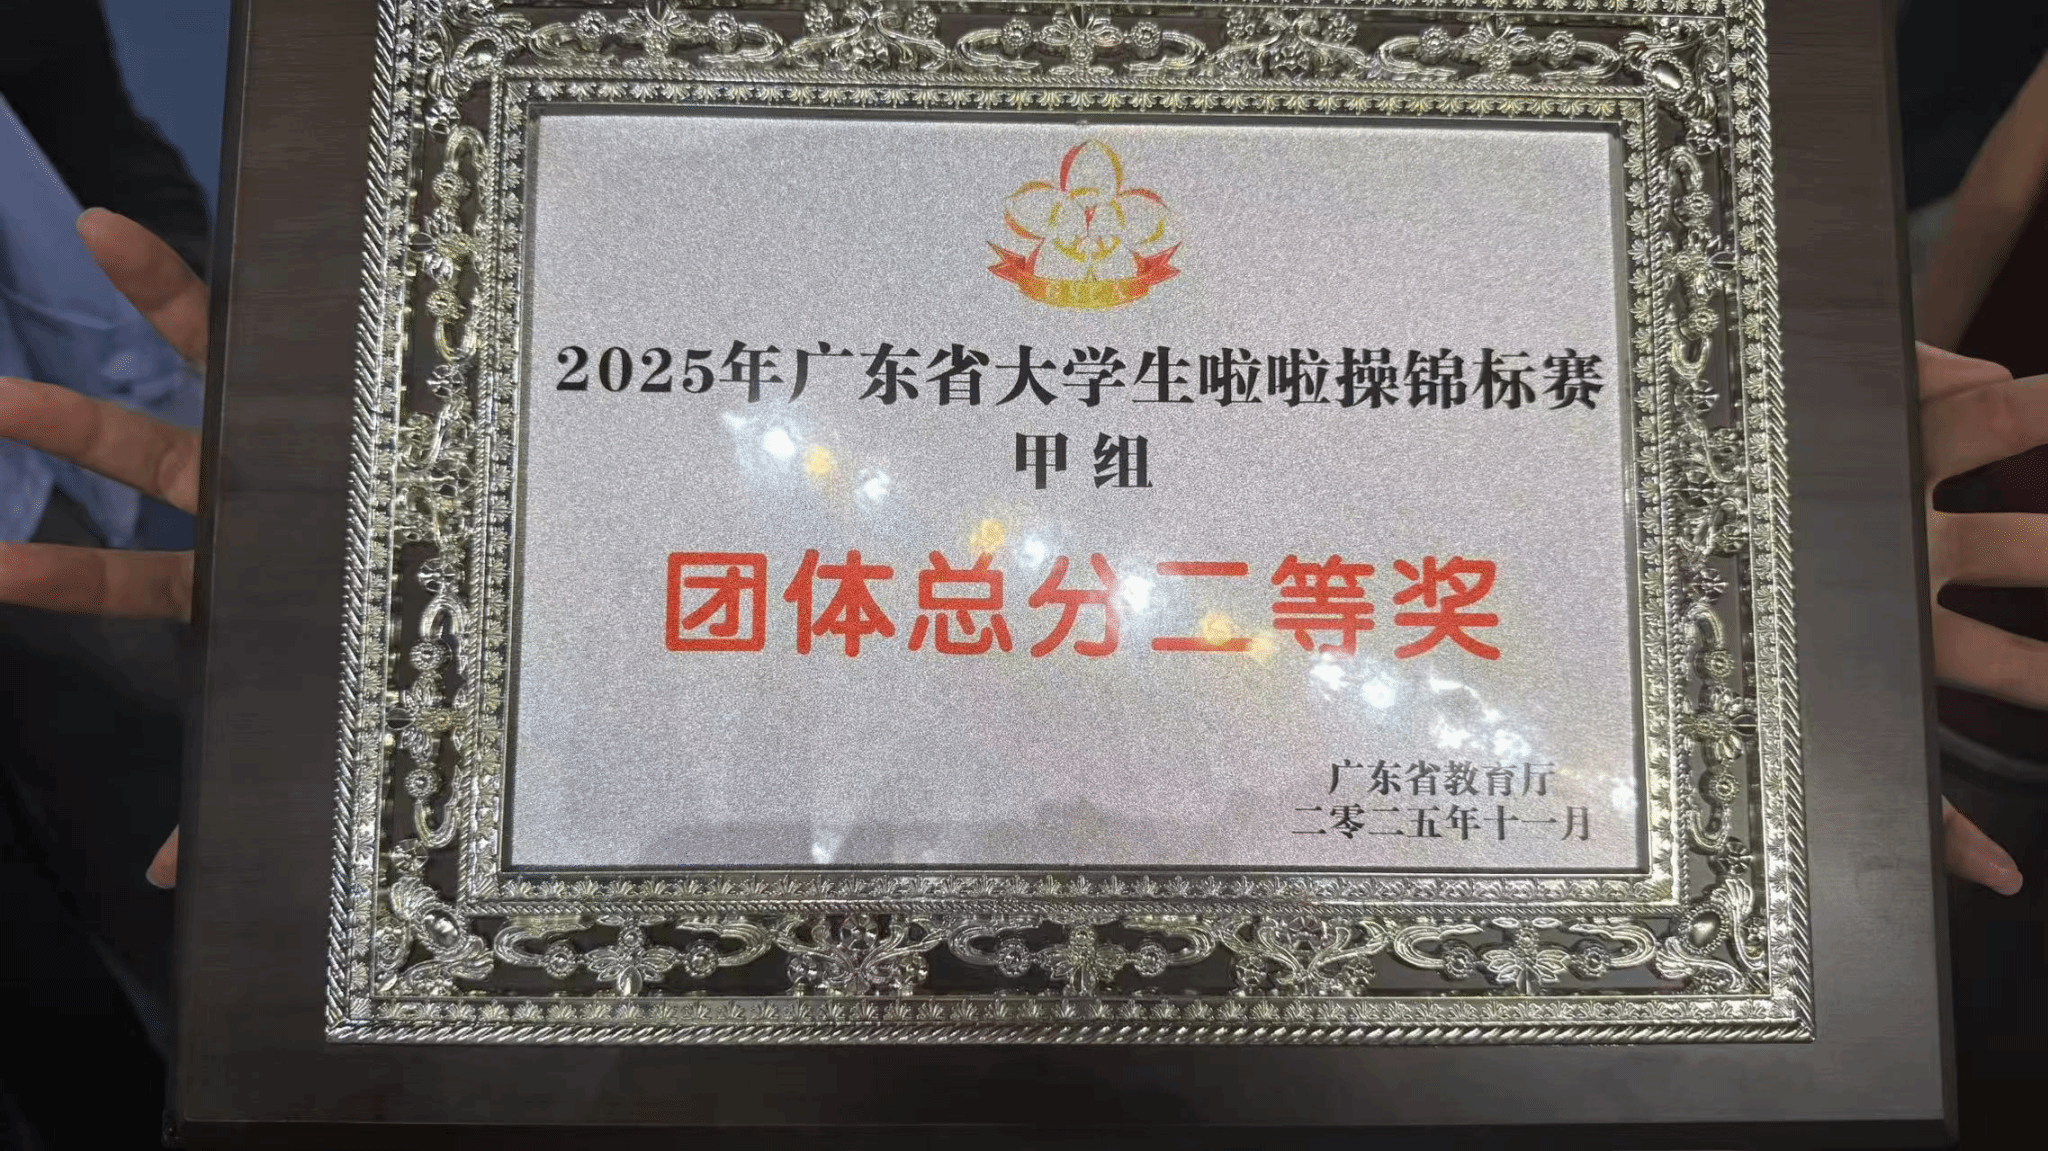 2025年广东省大学生啦啦操锦标赛
甲组
团体总分二等奖
广东省教育厅
二零二五年十一月